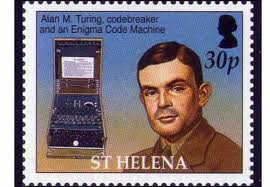 Alan M. Turing, codebreaker
and an Enigma Code Machine
30p
ST HELENA